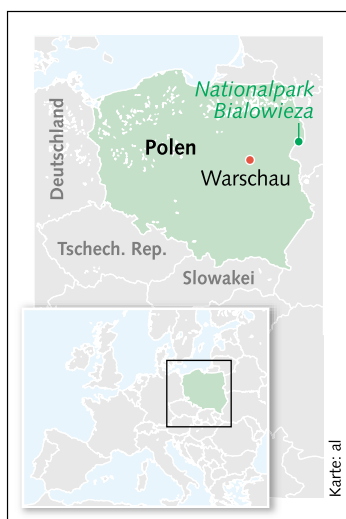 Nationalpark
Bialowieza
Deutschland
Polen
Warschau
Tschech. Rep.
Slowakei
Karte: al